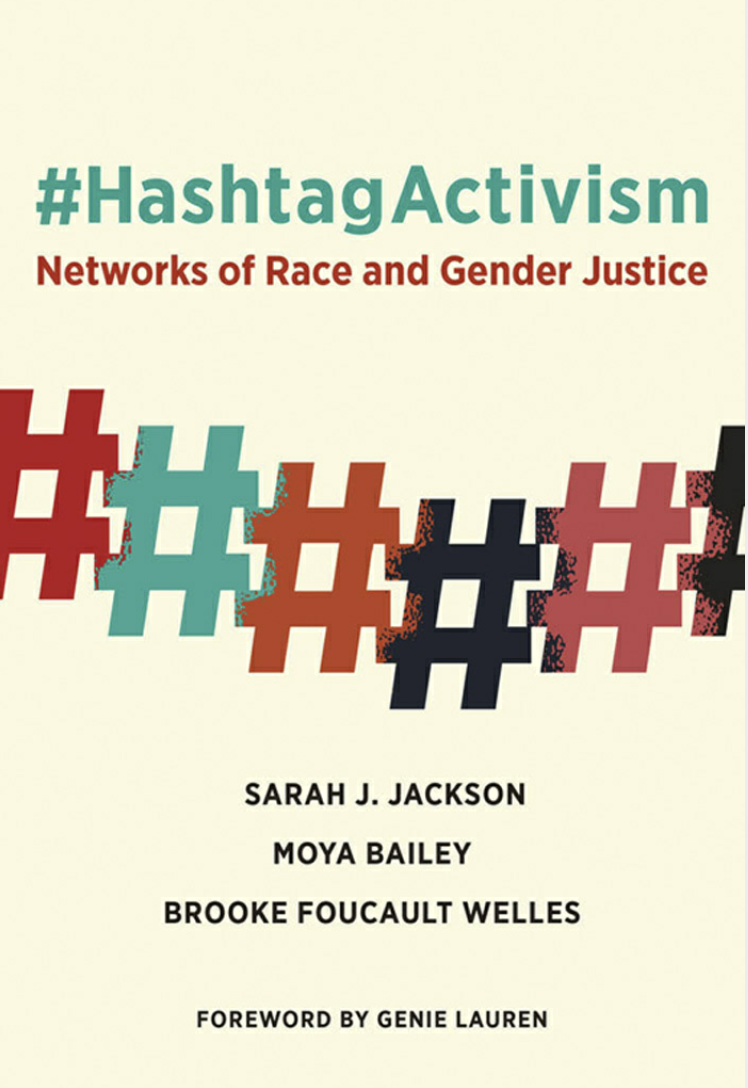 #HashtagActivism
Networks of Race and Gender Justice
SARAH J. JACKSON
MOYA BAILEY
BROOKE FOUCAULT WELLES
FOREWORD BY GENIE LAUREN